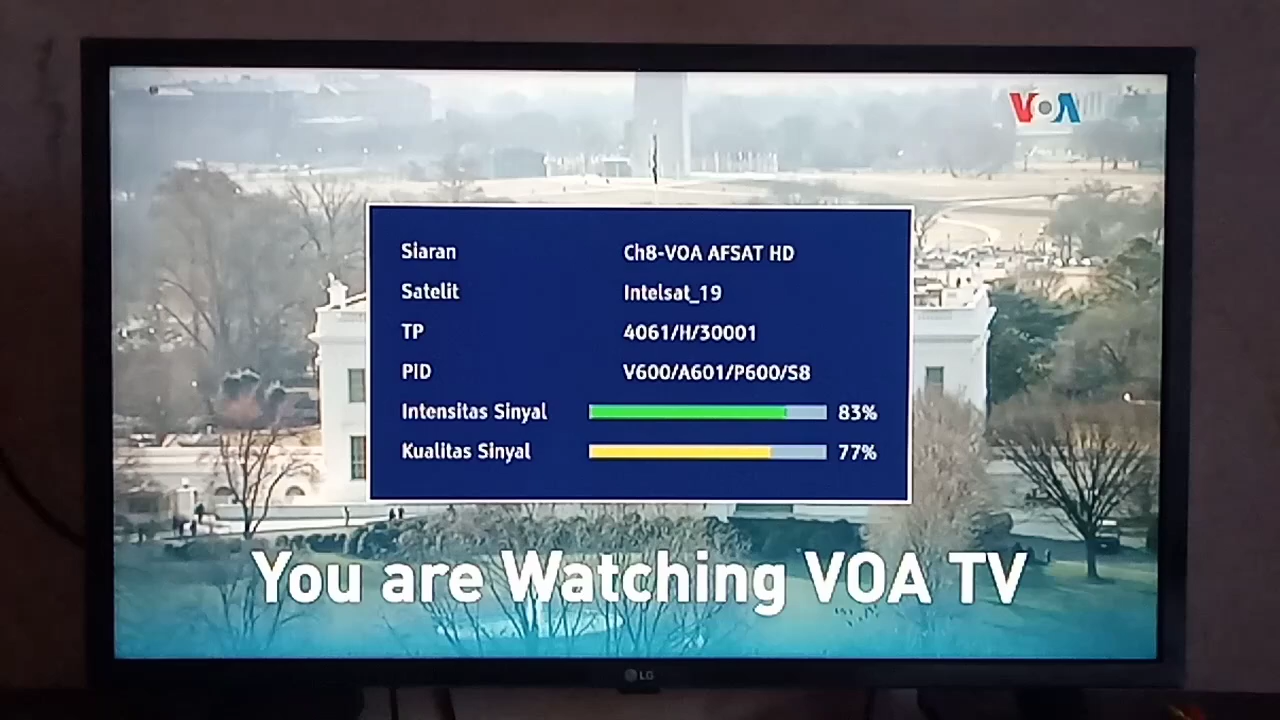 VOA
Siaran Ch8-VOA AFSAT HD
Satelit Intelsat_19
TP 4061/H/30001
PID V600/A601/P600/S8
Intensitas Sinyal 83%
Kualitas Sinyal 77%
You are Watching VOA TV
LG